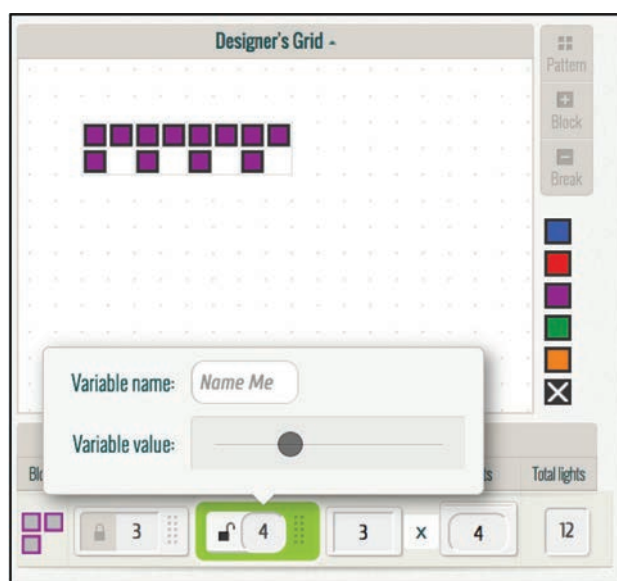 Designer's Grid
Pattern
Block
Break
Variable name: Name Me
Variable value:
Total lights
3 4 3 x 4 12